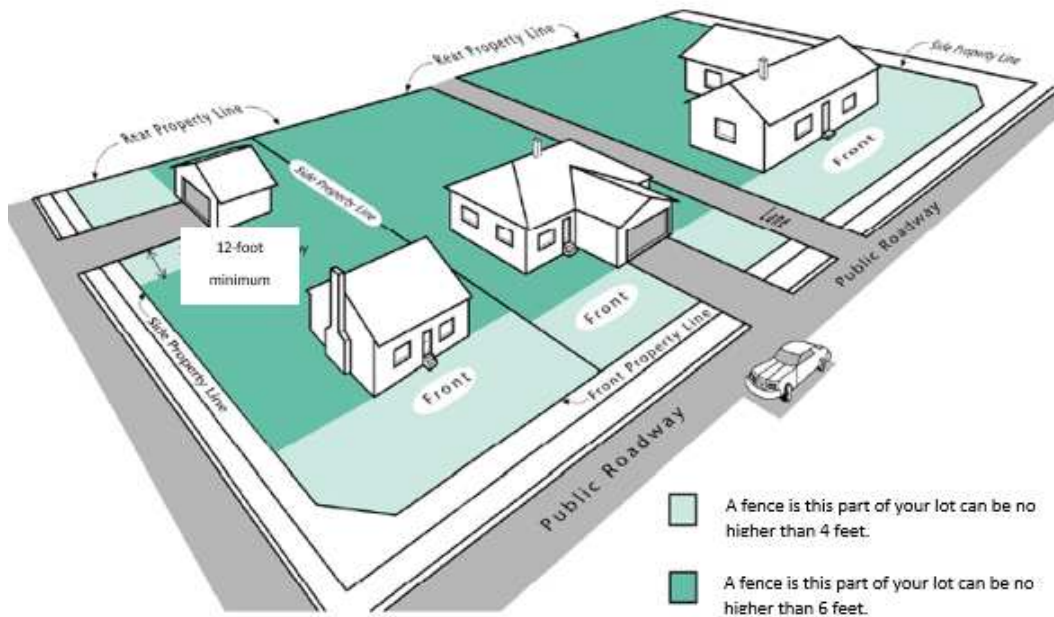 Rear Property Line
Rear Property Line
Rear Property Line
Side Property Line
Side Property Line
Front
12-foot
minimum
Lane
Public Roadway
Side Property Line
Front
Front
Front Property Line
Public Roadway
A fence is this part of your lot can be no
higher than 4 feet.
A fence is this part of your lot can be no
higher than 6 feet.